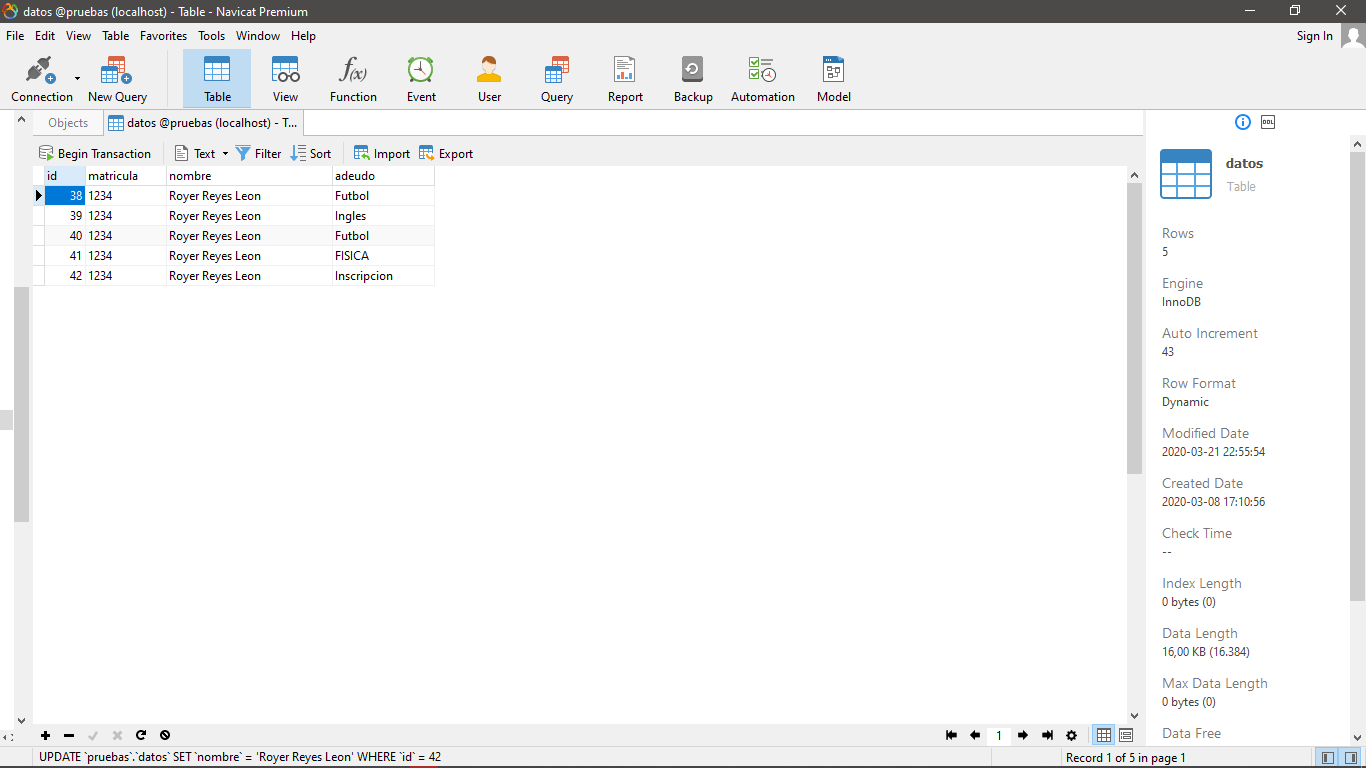 datos @pruebas (localhost) - Table - Navicat Premium
File Edit View Table Favorites Tools Window Help Sign In
Connection New Query Table View Function Event User Query Report Backup Automation Model
f(x)
Objects datos @pruebas (localhost) - T...
DDL
Begin Transaction Text Filter Sort Import Export
id matricula nombre adeudo
38 1234 Royer Reyes Leon Futbol
39 1234 Royer Reyes Leon Ingles
40 1234 Royer Reyes Leon Futbol
41 1234 Royer Reyes Leon FISICA
42 1234 Royer Reyes Leon Inscripcion
datos
Table
Rows
5
Engine
InnoDB
Auto Increment
43
Row Format
Dynamic
Modified Date
2020-03-21 22:55:54
Created Date
2020-03-08 17:10:56
Check Time
--
Index Length
0 bytes (0)
Data Length
16,00 KB (16.384)
Max Data Length
0 bytes (0)
Data Free
1
UPDATE `pruebas`.`datos` SET `nombre` = 'Royer Reyes Leon' WHERE `id` = 42
Record 1 of 5 in page 1